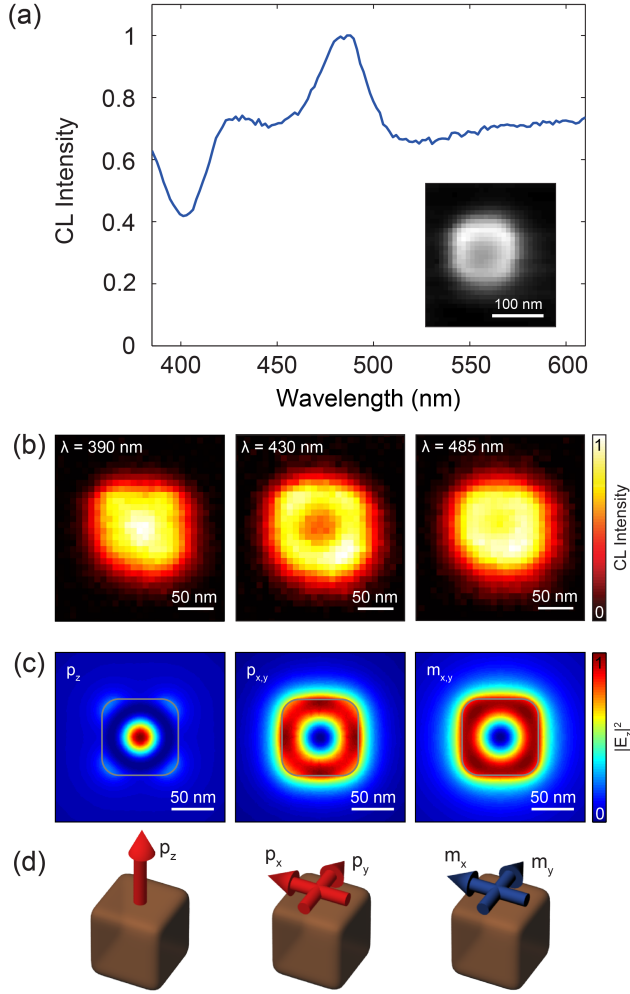 (a)
1
0.8
0.6
0.4
0.2
0
CL Intensity
100 nm
400 450 500 550 600
Wavelength (nm)
(b)
λ = 390 nm
λ = 430 nm
λ = 485 nm
50 nm
50 nm
50 nm
1
0
CL Intensity
(c)
p_z
p_x,y
m_x,y
50 nm
50 nm
50 nm
1
0
|E_z|²
(d)
p_z
p_x
p_y
m_x
m_y